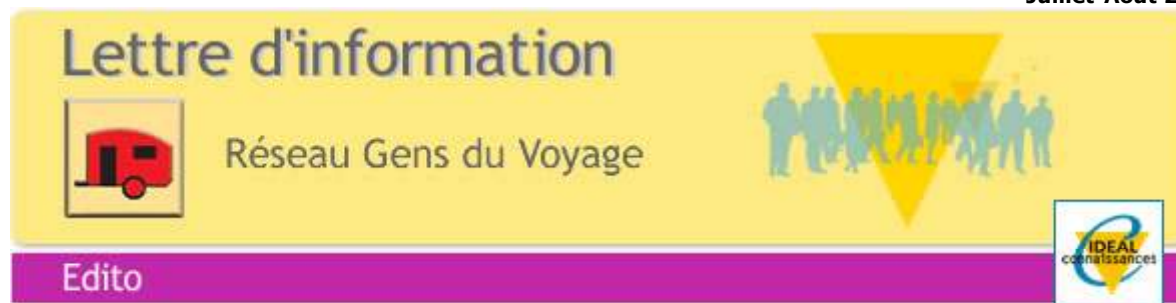 Lettre d'information
Réseau Gens du Voyage
IDEAL
connaissances
Edito